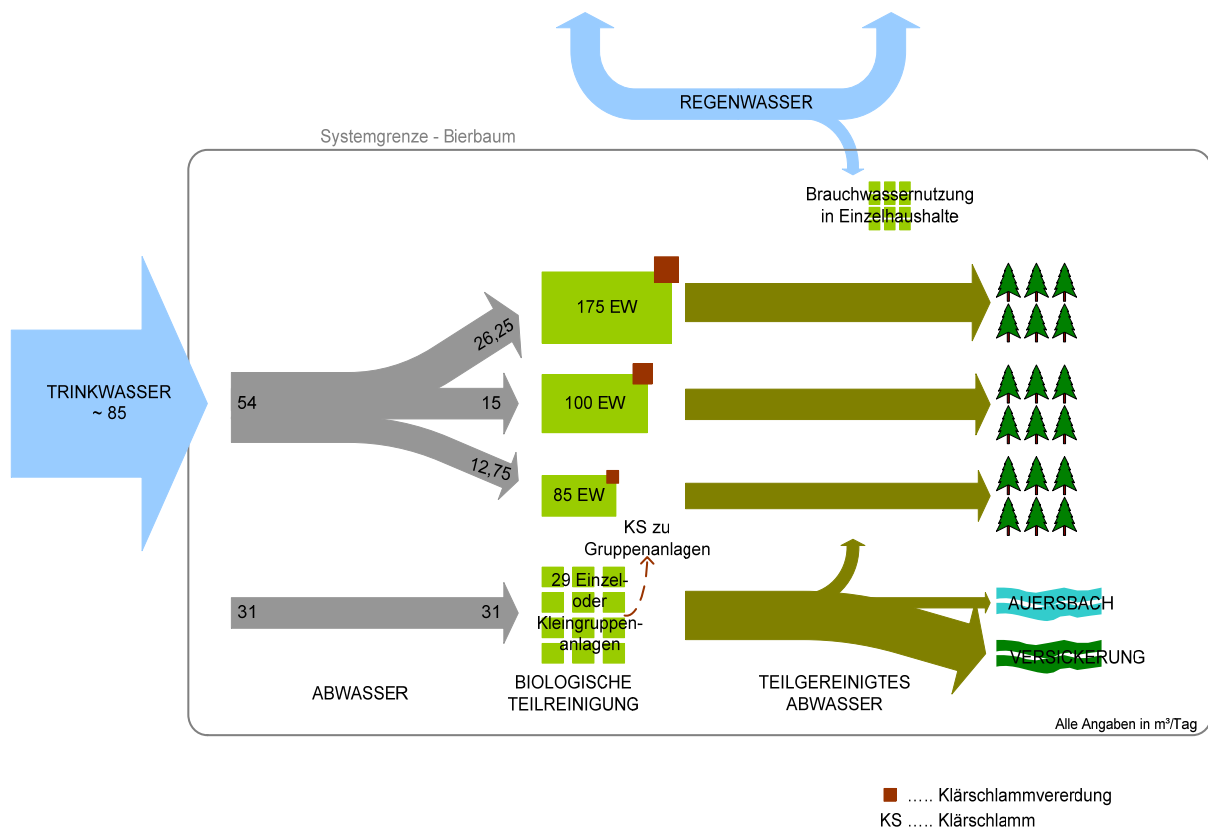 REGENWASSER
Systemgrenze - Bierbaum
Brauchwassernutzung
in Einzelhaushalte
TRINKWASSER
~ 85
54
26,25
15
12,75
175 EW
100 EW
85 EW
KS zu
Gruppenanlagen
31
31
29 Einzel-
oder
Kleingruppen-
anlagen
AUERSBACH
VERSICKERUNG
ABWASSER
BIOLOGISCHE
TEILREINIGUNG
TEILGEREINIGTES
ABWASSER
Alle Angaben in m³/Tag
..... Klärschlammvererdung
KS ..... Klärschlamm